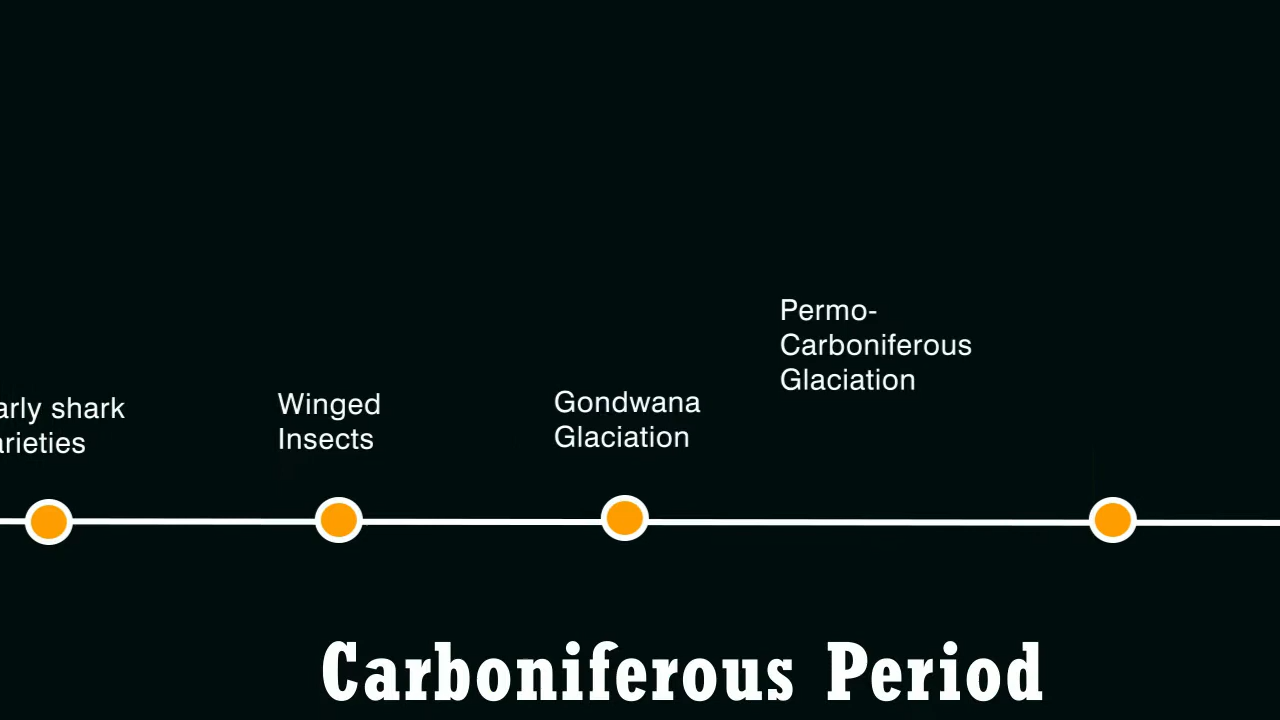 arly shark
arieties
Winged
Insects
Gondwana
Glaciation
Permo-
Carboniferous
Glaciation
Carboniferous Period